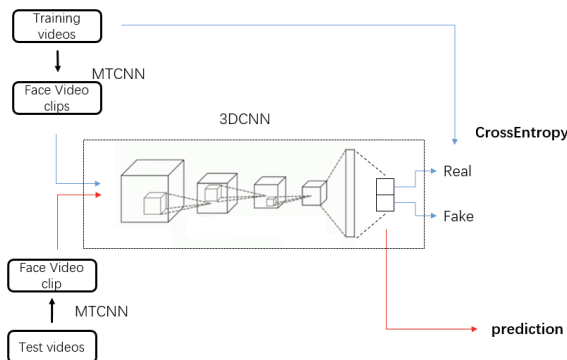 Training
videos
MTCNN
Face Video
clips
3DCNN
CrossEntropy
Real
Fake
Face Video
clip
MTCNN
prediction
Test videos